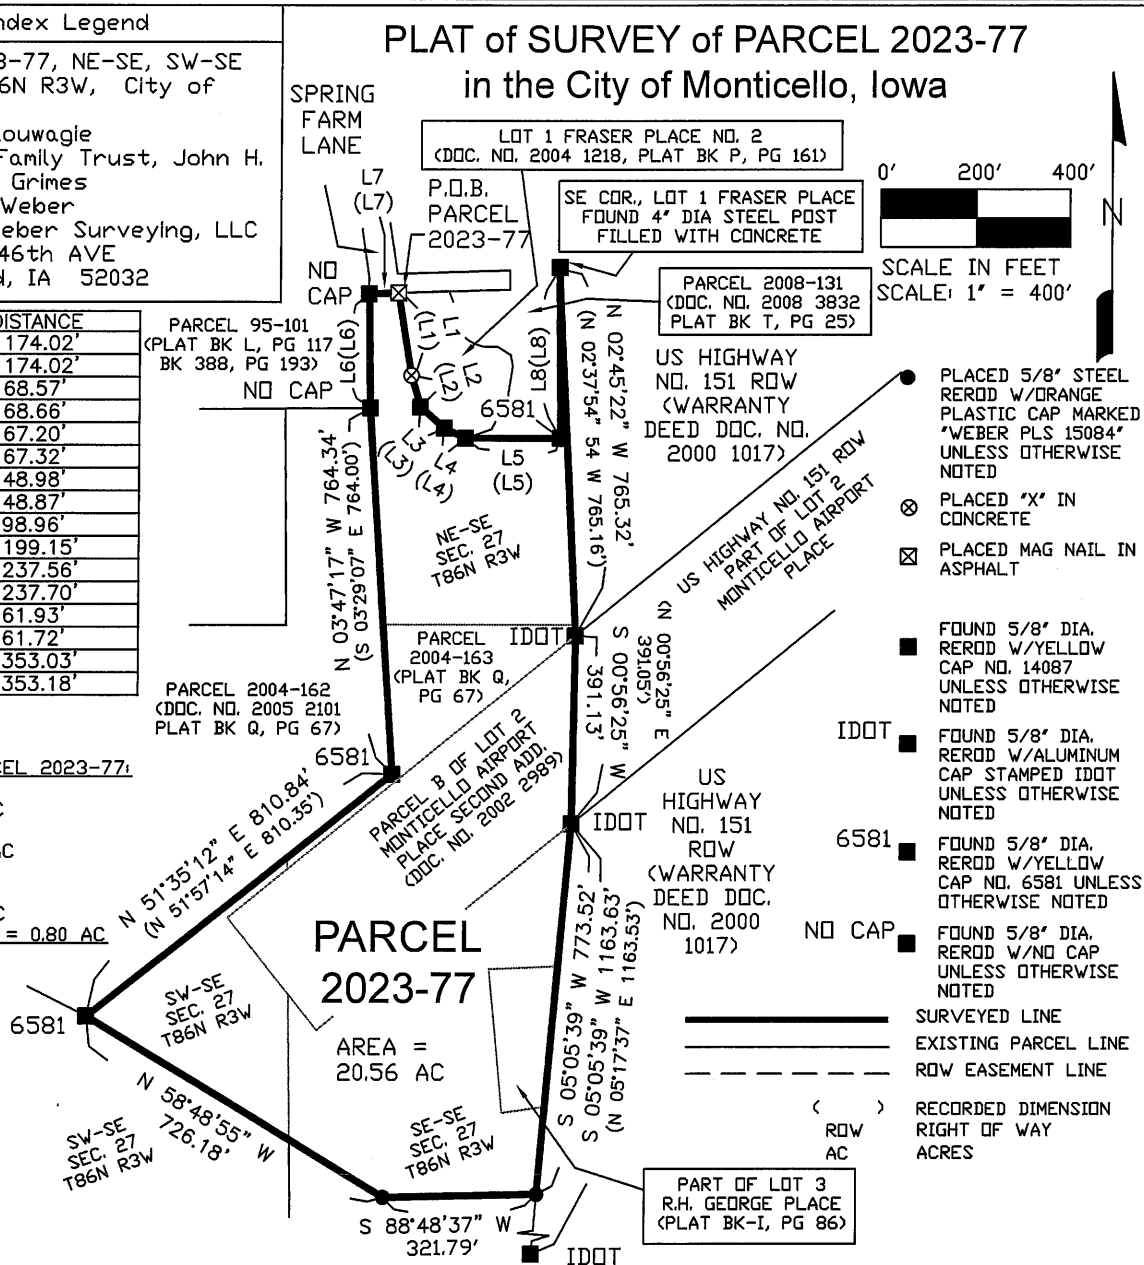 ndex Legend
3-77, NE-SE, SW-SE
6N R3W, City of
ouwagie
Family Trust, John H.
Grimes
Weber
eber Surveying, LLC
46th AVE
, IA 52032
PLAT of SURVEY of PARCEL 2023-77
in the City of Monticello, Iowa
SPRING
FARM
LANE
LOT 1 FRASER PLACE NO. 2
(DOC. NO. 2004 1218, PLAT BK P, PG 161)
L7
(L7)
P.O.B.
PARCEL
2023-77
SE COR., LOT 1 FRASER PLACE
FOUND 4" DIA STEEL POST
FILLED WITH CONCRETE
0' 200' 400'
N
SCALE IN FEET
SCALE: 1" = 400'
NO
CAP
PARCEL 2008-131
(DOC. NO. 2008 3832
PLAT BK T, PG 25)
DISTANCE
174.02'
174.02'
68.57'
68.66'
67.20'
67.32'
48.98'
48.87'
98.96'
199.15'
237.56'
237.70'
61.93'
61.72'
353.03'
353.18'
PARCEL 95-101
(PLAT BK L, PG 117
BK 388, PG 193)
NO CAP
L6(L6)
L1
(L1)
L2
(L2)
L3
(L3)
L4
(L4)
6581
L5
(L5)
L8(L8)
N 02°45'22" W 765.32'
(N 02°37'54" 54 W 765.16')
US HIGHWAY
NO. 151 ROW
(WARRANTY
DEED DOC. NO.
2000 1017)
US HIGHWAY NO. 151 ROW
PART OF LOT 2
MONTICELLO AIRPORT
PLACE
N 03°47'17" W 764.34'
(S 03°29'07" E 764.00')
NE-SE
SEC. 27
T86N R3W
IDOT
PARCEL
2004-163
(PLAT BK Q,
PG 67)
PARCEL 2004-162
(DOC. NO. 2005 2101
PLAT BK Q, PG 67)
6581
S 00°56'25" W
391.13'
(N 00°56'25" E
391.05')
PARCEL B OF LOT 2
MONTICELLO AIRPORT
PLACE SECOND ADD.
(DOC. NO. 2002 2989)
IDOT
US
HIGHWAY
NO. 151
ROW
(WARRANTY
DEED DOC.
NO. 2000
1017)
CEL 2023-77:
C
C
C
= 0.80 AC
N 51°35'12" E 810.84'
(N 51°57'14" E 810.35')
PARCEL
2023-77
AREA =
20.56 AC
6581
SW-SE
SEC. 27
T86N R3W
S 05°05'39" W 773.52'
S 05°05'39" W 1163.63'
(N 05°17'37" E 1163.53')
N 58°48'55" W
726.18'
SW-SE
SEC. 27
T86N R3W
SE-SE
SEC. 27
T86N R3W
S 88°48'37" W
321.79'
IDOT
PART OF LOT 3
R.H. GEORGE PLACE
(PLAT BK-I, PG 86)
PLACED 5/8" STEEL
REROD W/ORANGE
PLASTIC CAP MARKED
"WEBER PLS 15084"
UNLESS OTHERWISE
NOTED
PLACED "X" IN
CONCRETE
PLACED MAG NAIL IN
ASPHALT
FOUND 5/8" DIA.
REROD W/YELLOW
CAP NO. 14087
UNLESS OTHERWISE
NOTED
IDOT
FOUND 5/8" DIA.
REROD W/ALUMINUM
CAP STAMPED IDOT
UNLESS OTHERWISE
NOTED
6581
FOUND 5/8" DIA.
REROD W/YELLOW
CAP NO. 6581 UNLESS
OTHERWISE NOTED
NO CAP
FOUND 5/8" DIA.
REROD W/NO CAP
UNLESS OTHERWISE
NOTED
SURVEYED LINE
EXISTING PARCEL LINE
ROW EASEMENT LINE
( ) RECORDED DIMENSION
ROW RIGHT OF WAY
AC ACRES